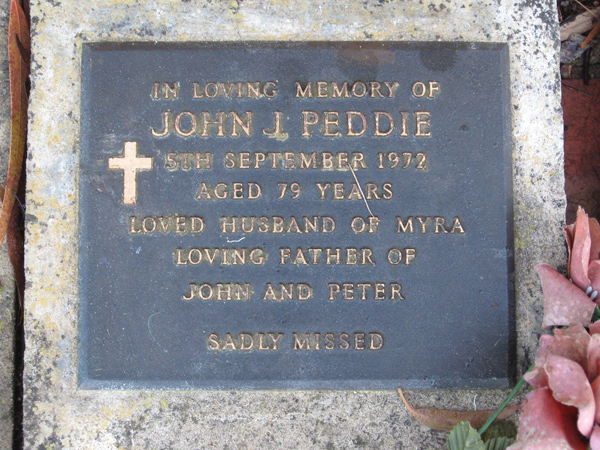 IN LOVING MEMORY OF
JOHN J. PEDDIE
5TH SEPTEMBER 1972
AGED 79 YEARS
LOVED HUSBAND OF MYRA
LOVING FATHER OF
JOHN AND PETER
SADLY MISSED